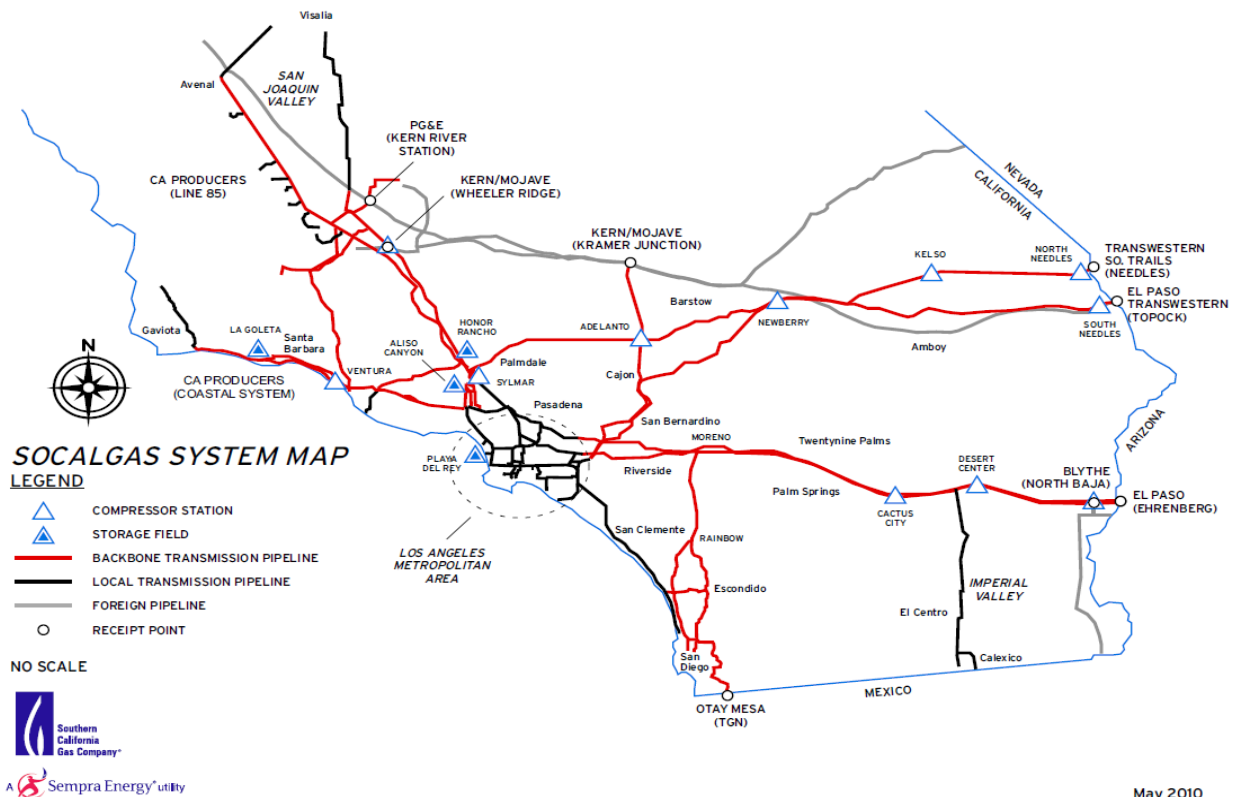 Visalia
Avenal
SAN
JOAQUIN
VALLEY
PG&E
(KERN RIVER
STATION)
CA PRODUCERS
(LINE 85)
KERN/MOJAVE
(WHEELER RIDGE)
KERN/MOJAVE
(KRAMER JUNCTION)
NEVADA
CALIFORNIA
KELSO
NORTH
NEEDLES
TRANSWESTERN
SO. TRAILS
(NEEDLES)
EL PASO
TRANSWESTERN
(TOPOCK)
SOUTH
NEEDLES
Barstow
NEWBERRY
Amboy
ADELANTO
Cajon
HONOR
RANCHO
ALISO
CANYON
Palmdale
SYLMAR
Pasadena
Gaviota
LA GOLETA
Santa
Barbara
VENTURA
CA PRODUCERS
(COASTAL SYSTEM)
N
San Bernardino
MORENO
Riverside
Twentynine Palms
Palm Springs
CACTUS
CITY
DESERT
CENTER
ARIZONA
BLYTHE
(NORTH BAJA)
EL PASO
(EHRENBERG)
PLAYA
DEL REY
LOS ANGELES
METROPOLITAN
AREA
San Clemente
RAINBOW
Escondido
IMPERIAL
VALLEY
El Centro
Calexico
San
Diego
MEXICO
OTAY MESA
(TGN)
SOCALGAS SYSTEM MAP
LEGEND
COMPRESSOR STATION
STORAGE FIELD
BACKBONE TRANSMISSION PIPELINE
LOCAL TRANSMISSION PIPELINE
FOREIGN PIPELINE
RECEIPT POINT
NO SCALE
Southern
California
Gas Company®
A Sempra Energy® utility
May 2010